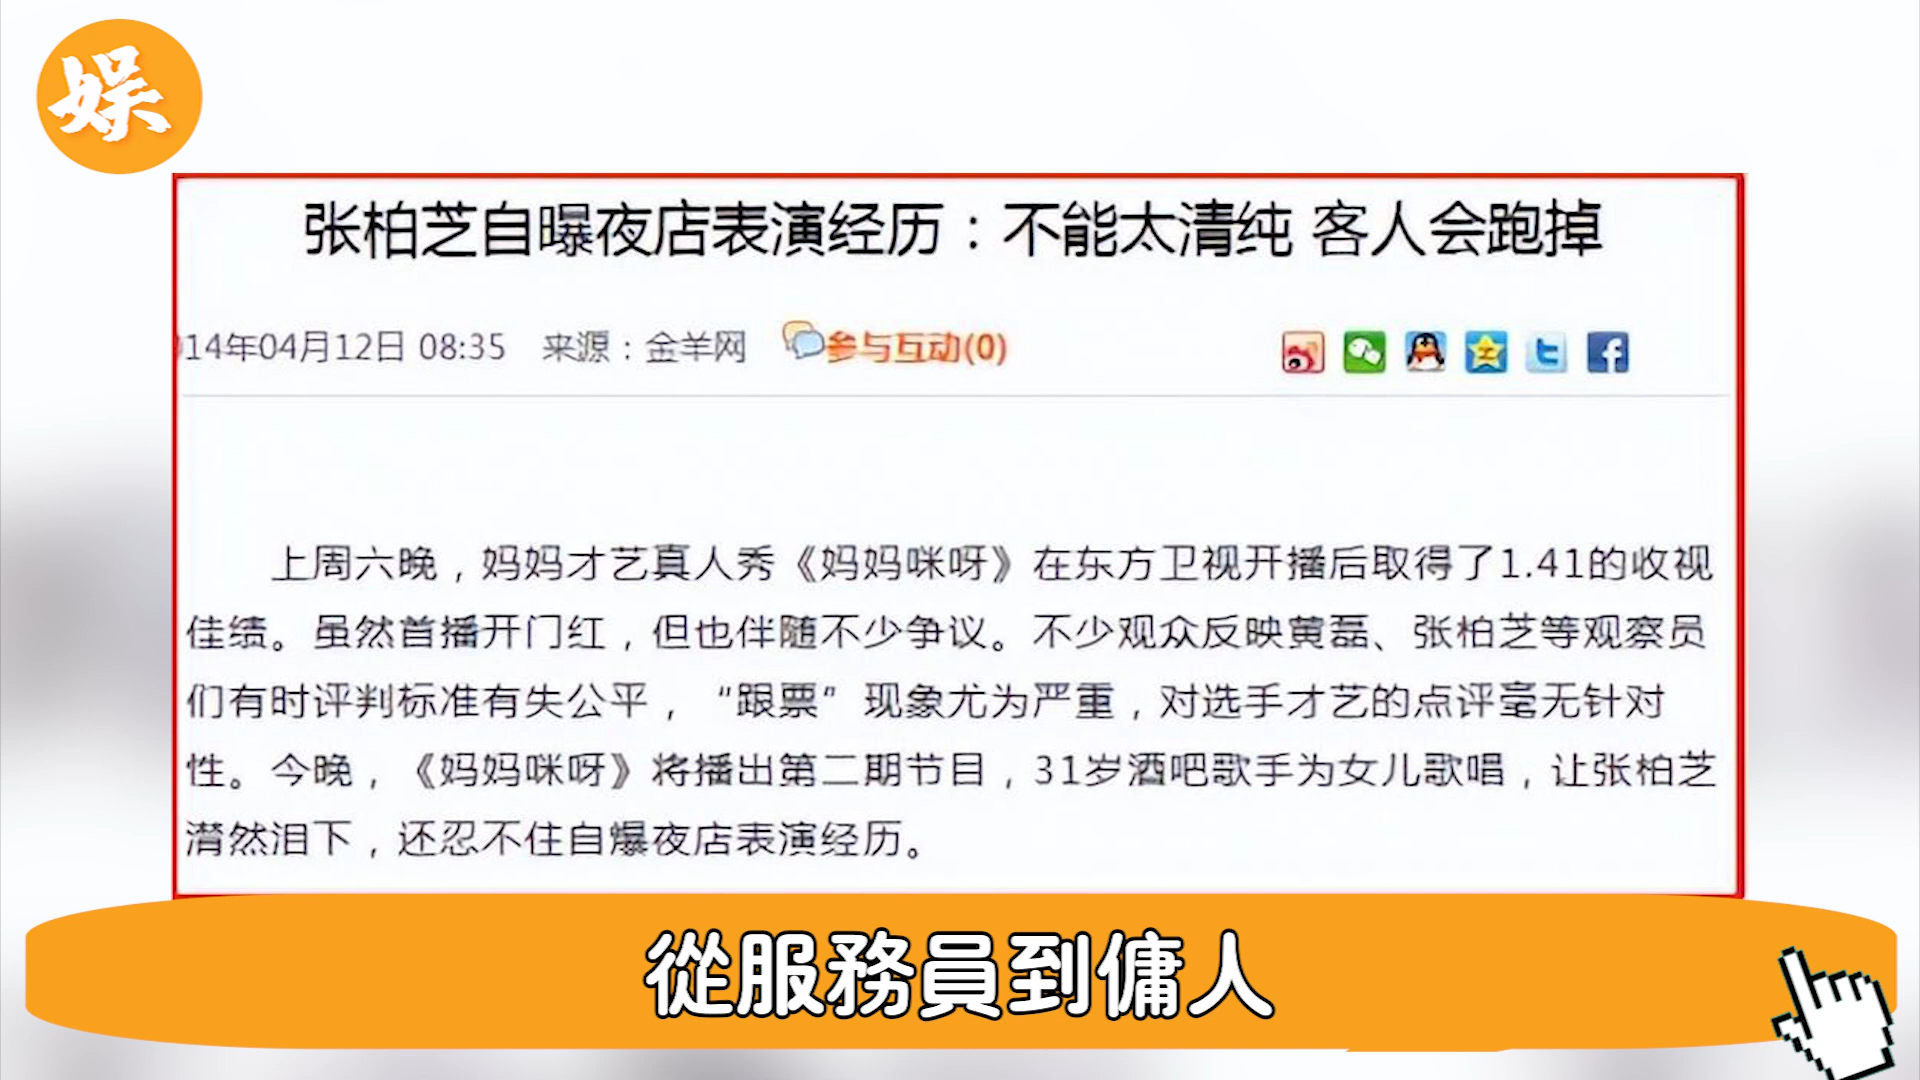 娱
张柏芝自曝夜店表演经历：不能太清纯 客人会跑掉
014年04月12日 08:35 来源：金羊网 参与互动(0)
上周六晚，妈妈才艺真人秀《妈妈咪呀》在东方卫视开播后取得了1.41的收视
佳绩。虽然首播开门红，但也伴随不少争议。不少观众反映黄磊、张柏芝等观察员
们有时评判标准有失公平，“跟票”现象尤为严重，对选手才艺的点评毫无针对
性。今晚，《妈妈咪呀》将播出第二期节目，31岁酒吧歌手为女儿歌唱，让张柏芝
潸然泪下，还忍不住自爆夜店表演经历。
從服務員到傭人